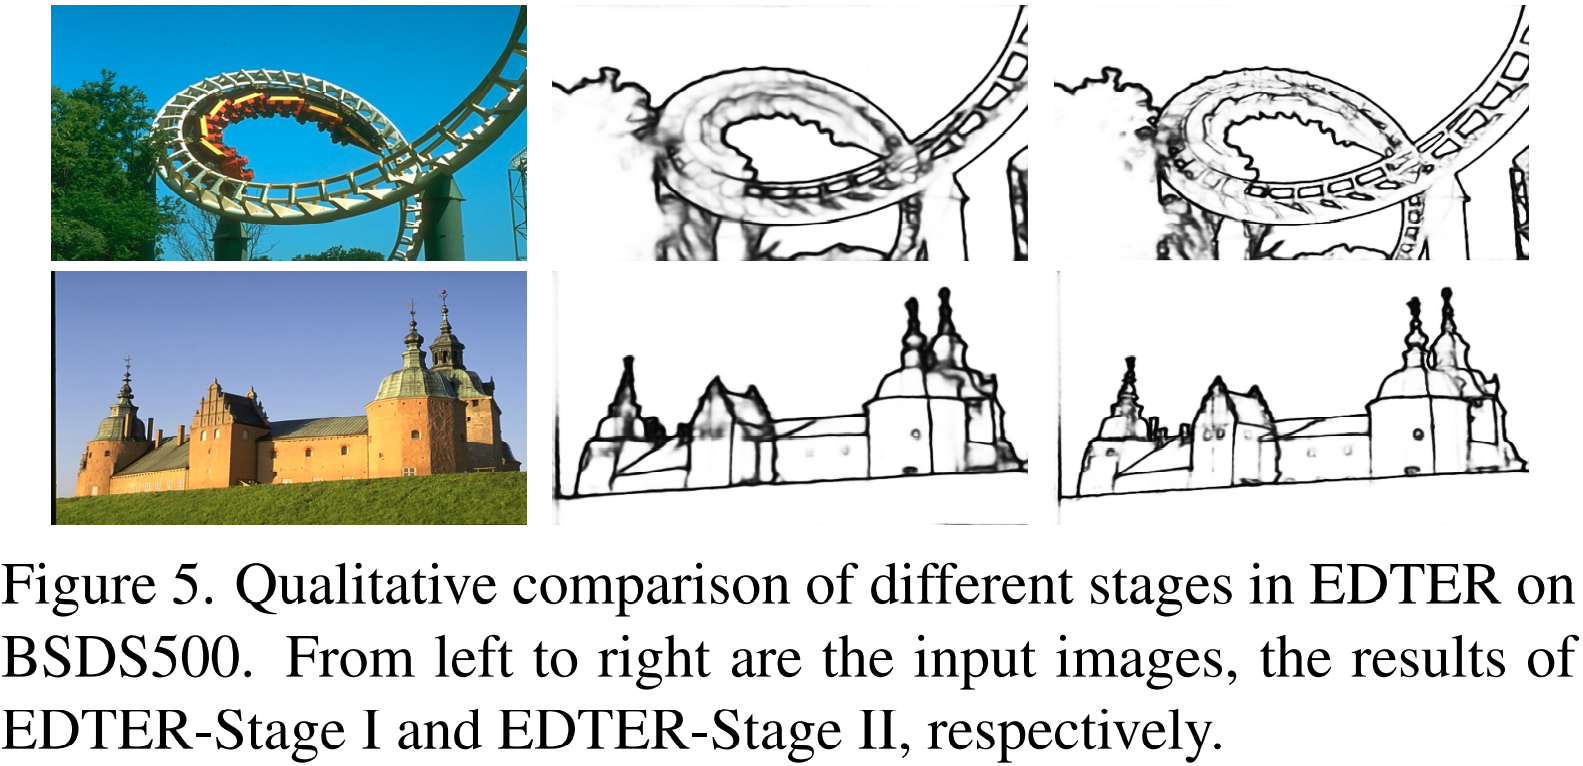 Figure 5. Qualitative comparison of different stages in EDTER on
BSDS500. From left to right are the input images, the results of
EDTER-Stage I and EDTER-Stage II, respectively.